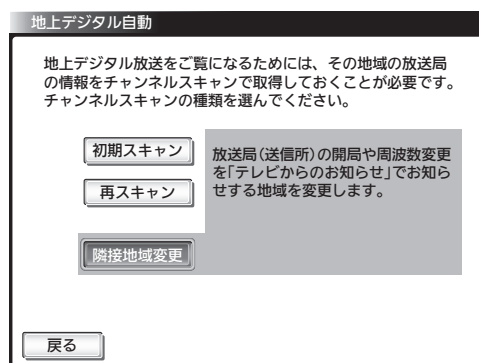 地上デジタル自動
地上デジタル放送をご覧になるためには、その地域の放送局
の情報をチャンネルスキャンで取得しておくことが必要です。
チャンネルスキャンの種類を選んでください。
初期スキャン
再スキャン
隣接地域変更
放送局(送信所)の開局や周波数変更
を「テレビからのお知らせ」でお知ら
せする地域を変更します。
戻る